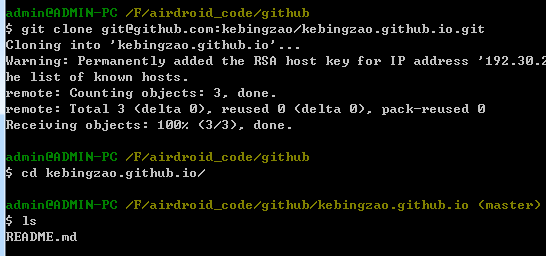 admin@ADMIN-PC /F/airdroid_code/github
$ git clone git@github.com:kebingzao/kebingzao.github.io.git
Cloning into 'kebingzao.github.io'...
Warning: Permanently added the RSA host key for IP address '192.30.2
he list of known hosts.
remote: Counting objects: 3, done.
remote: Total 3 (delta 0), reused 0 (delta 0), pack-reused 0
Receiving objects: 100% (3/3), done.
admin@ADMIN-PC /F/airdroid_code/github
$ cd kebingzao.github.io/
admin@ADMIN-PC /F/airdroid_code/github/kebingzao.github.io (master)
$ ls
README.md